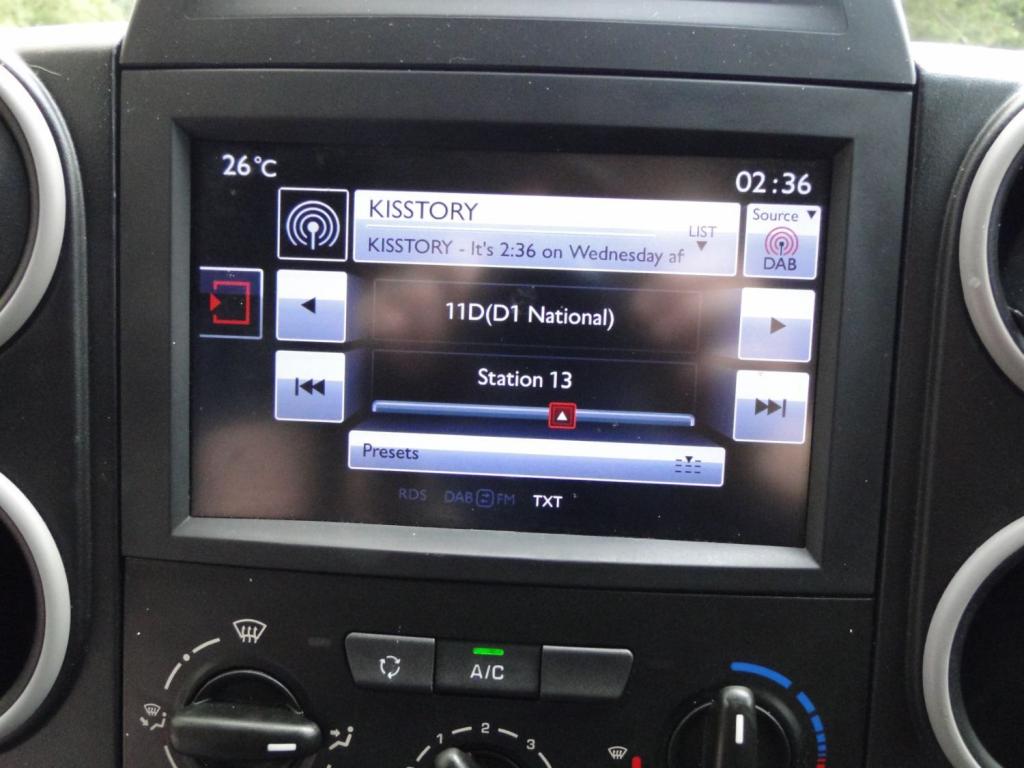 26°C
02:36
KISSTORY
LIST
KISSTORY - It's 2:36 on Wednesday af
Source
DAB
11D(D1 National)
Station 13
Presets
RDS DAB FM TXT
A/C
1 2 3